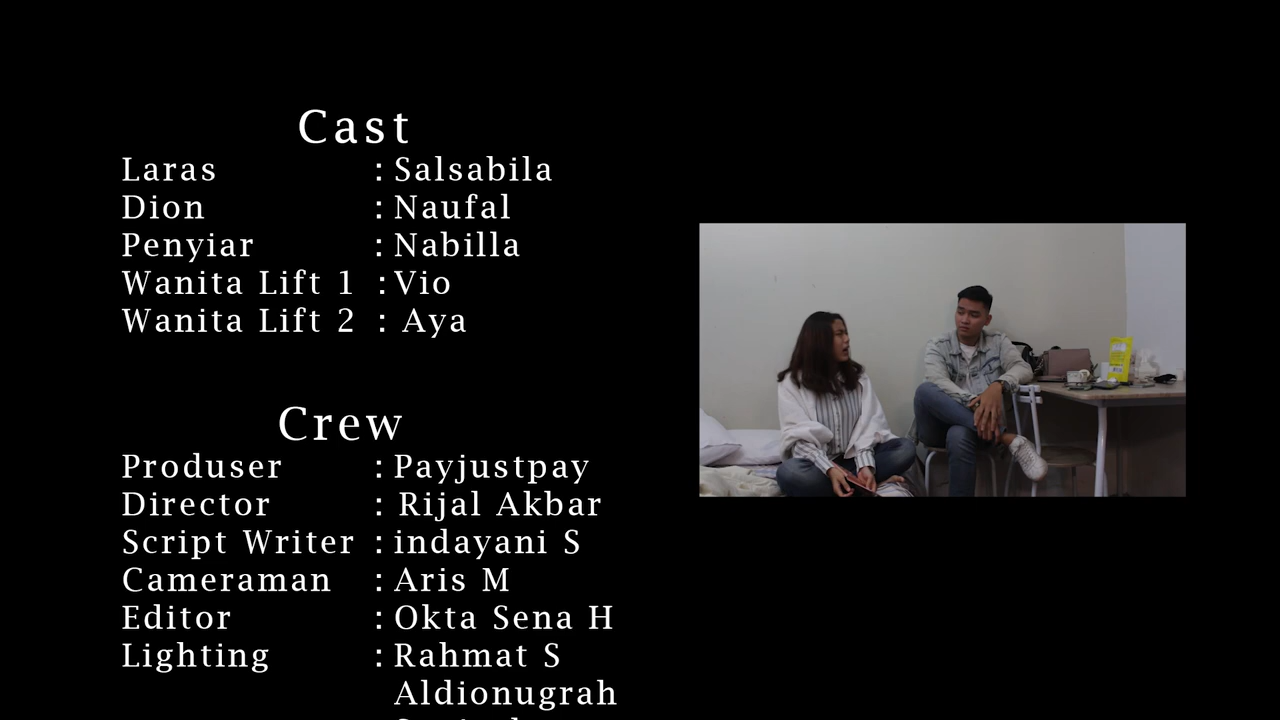 Cast
Laras : Salsabila
Dion : Naufal
Penyiar : Nabilla
Wanita Lift 1 : Vio
Wanita Lift 2 : Aya
Crew
Produser : Payjustpay
Director : Rijal Akbar
Script Writer : indayani S
Cameraman : Aris M
Editor : Okta Sena H
Lighting : Rahmat S
Aldionugrah